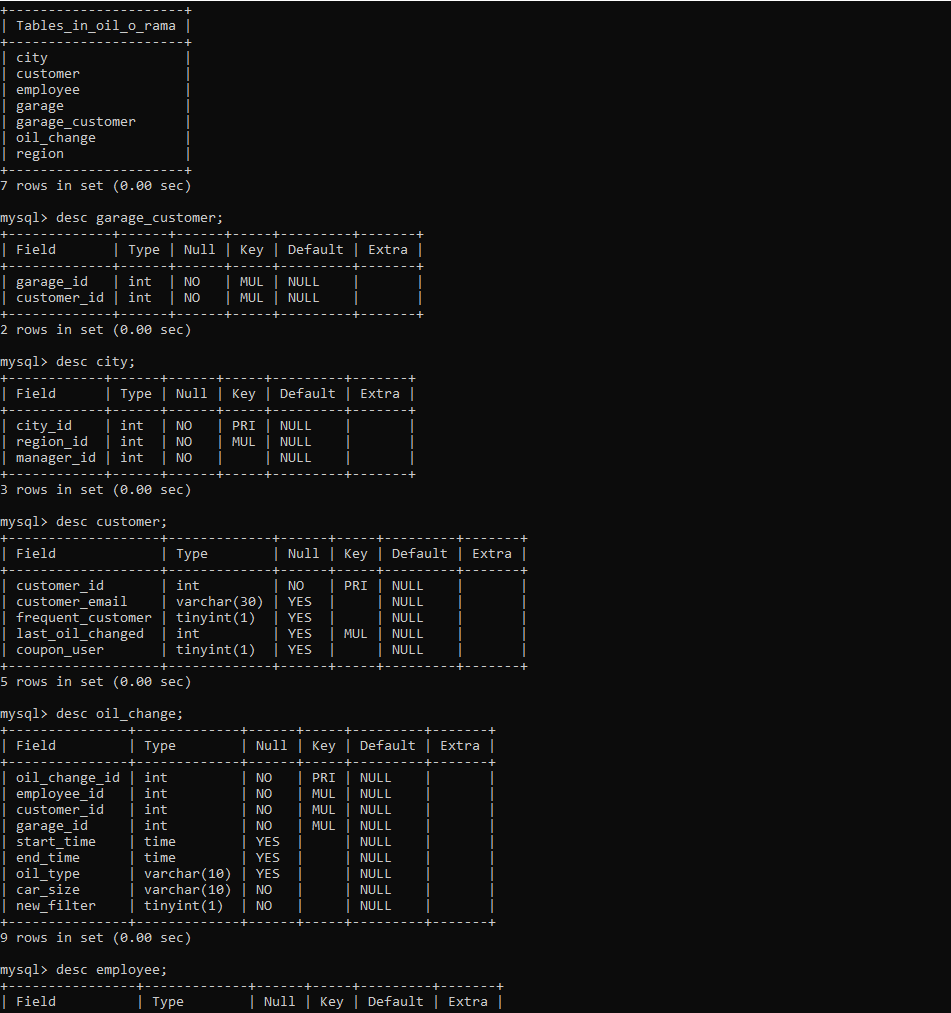 +----------------------+
| Tables_in_oil_o_rama |
+----------------------+
| city                 |
| customer             |
| employee             |
| garage               |
| garage_customer      |
| oil_change           |
| region               |
+----------------------+
7 rows in set (0.00 sec)

mysql> desc garage_customer;
+-------------+------+------+-----+---------+-------+
| Field       | Type | Null | Key | Default | Extra |
+-------------+------+------+-----+---------+-------+
| garage_id   | int  | NO   | MUL | NULL    |       |
| customer_id | int  | NO   | MUL | NULL    |       |
+-------------+------+------+-----+---------+-------+
2 rows in set (0.00 sec)

mysql> desc city;
+------------+------+------+-----+---------+-------+
| Field      | Type | Null | Key | Default | Extra |
+------------+------+------+-----+---------+-------+
| city_id    | int  | NO   | PRI | NULL    |       |
| region_id  | int  | NO   | MUL | NULL    |       |
| manager_id | int  | NO   |     | NULL    |       |
+------------+------+------+-----+---------+-------+
3 rows in set (0.00 sec)

mysql> desc customer;
+-------------------+-------------+------+-----+---------+-------+
| Field             | Type        | Null | Key | Default | Extra |
+-------------------+-------------+------+-----+---------+-------+
| customer_id       | int         | NO   | PRI | NULL    |       |
| customer_email    | varchar(30) | YES  |     | NULL    |       |
| frequent_customer | tinyint(1)  | YES  |     | NULL    |       |
| last_oil_changed  | int         | YES  | MUL | NULL    |       |
| coupon_user       | tinyint(1)  | YES  |     | NULL    |       |
+-------------------+-------------+------+-----+---------+-------+
5 rows in set (0.00 sec)

mysql> desc oil_change;
+---------------+-------------+------+-----+---------+-------+
| Field         | Type        | Null | Key | Default | Extra |
+---------------+-------------+------+-----+---------+-------+
| oil_change_id | int         | NO   | PRI | NULL    |       |
| employee_id   | int         | NO   | MUL | NULL    |       |
| customer_id   | int         | NO   | MUL | NULL    |       |
| garage_id     | int         | NO   | MUL | NULL    |       |
| start_time    | time        | YES  |     | NULL    |       |
| end_time      | time        | YES  |     | NULL    |       |
| oil_type      | varchar(10) | YES  |     | NULL    |       |
| car_size      | varchar(10) | NO   |     | NULL    |       |
| new_filter    | tinyint(1)  | NO   |     | NULL    |       |
+---------------+-------------+------+-----+---------+-------+
9 rows in set (0.00 sec)

mysql> desc employee;
+----------------+-------------+------+-----+---------+-------+
| Field          | Type        | Null | Key | Default | Extra |